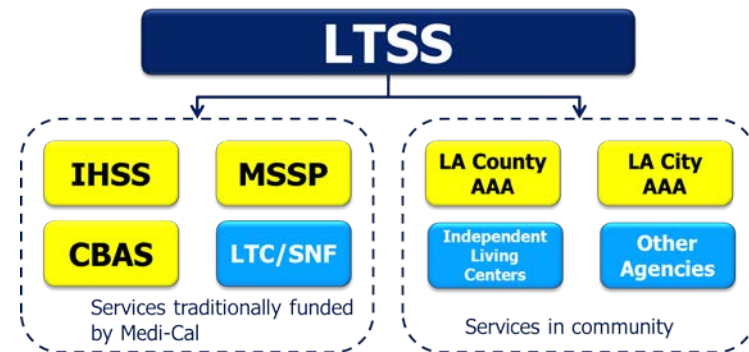 LTSS
IHSS
MSSP
CBAS
LTC/SNF
Services traditionally funded
by Medi-Cal
LA County
AAA
LA City
AAA
Independent
Living
Centers
Other
Agencies
Services in community